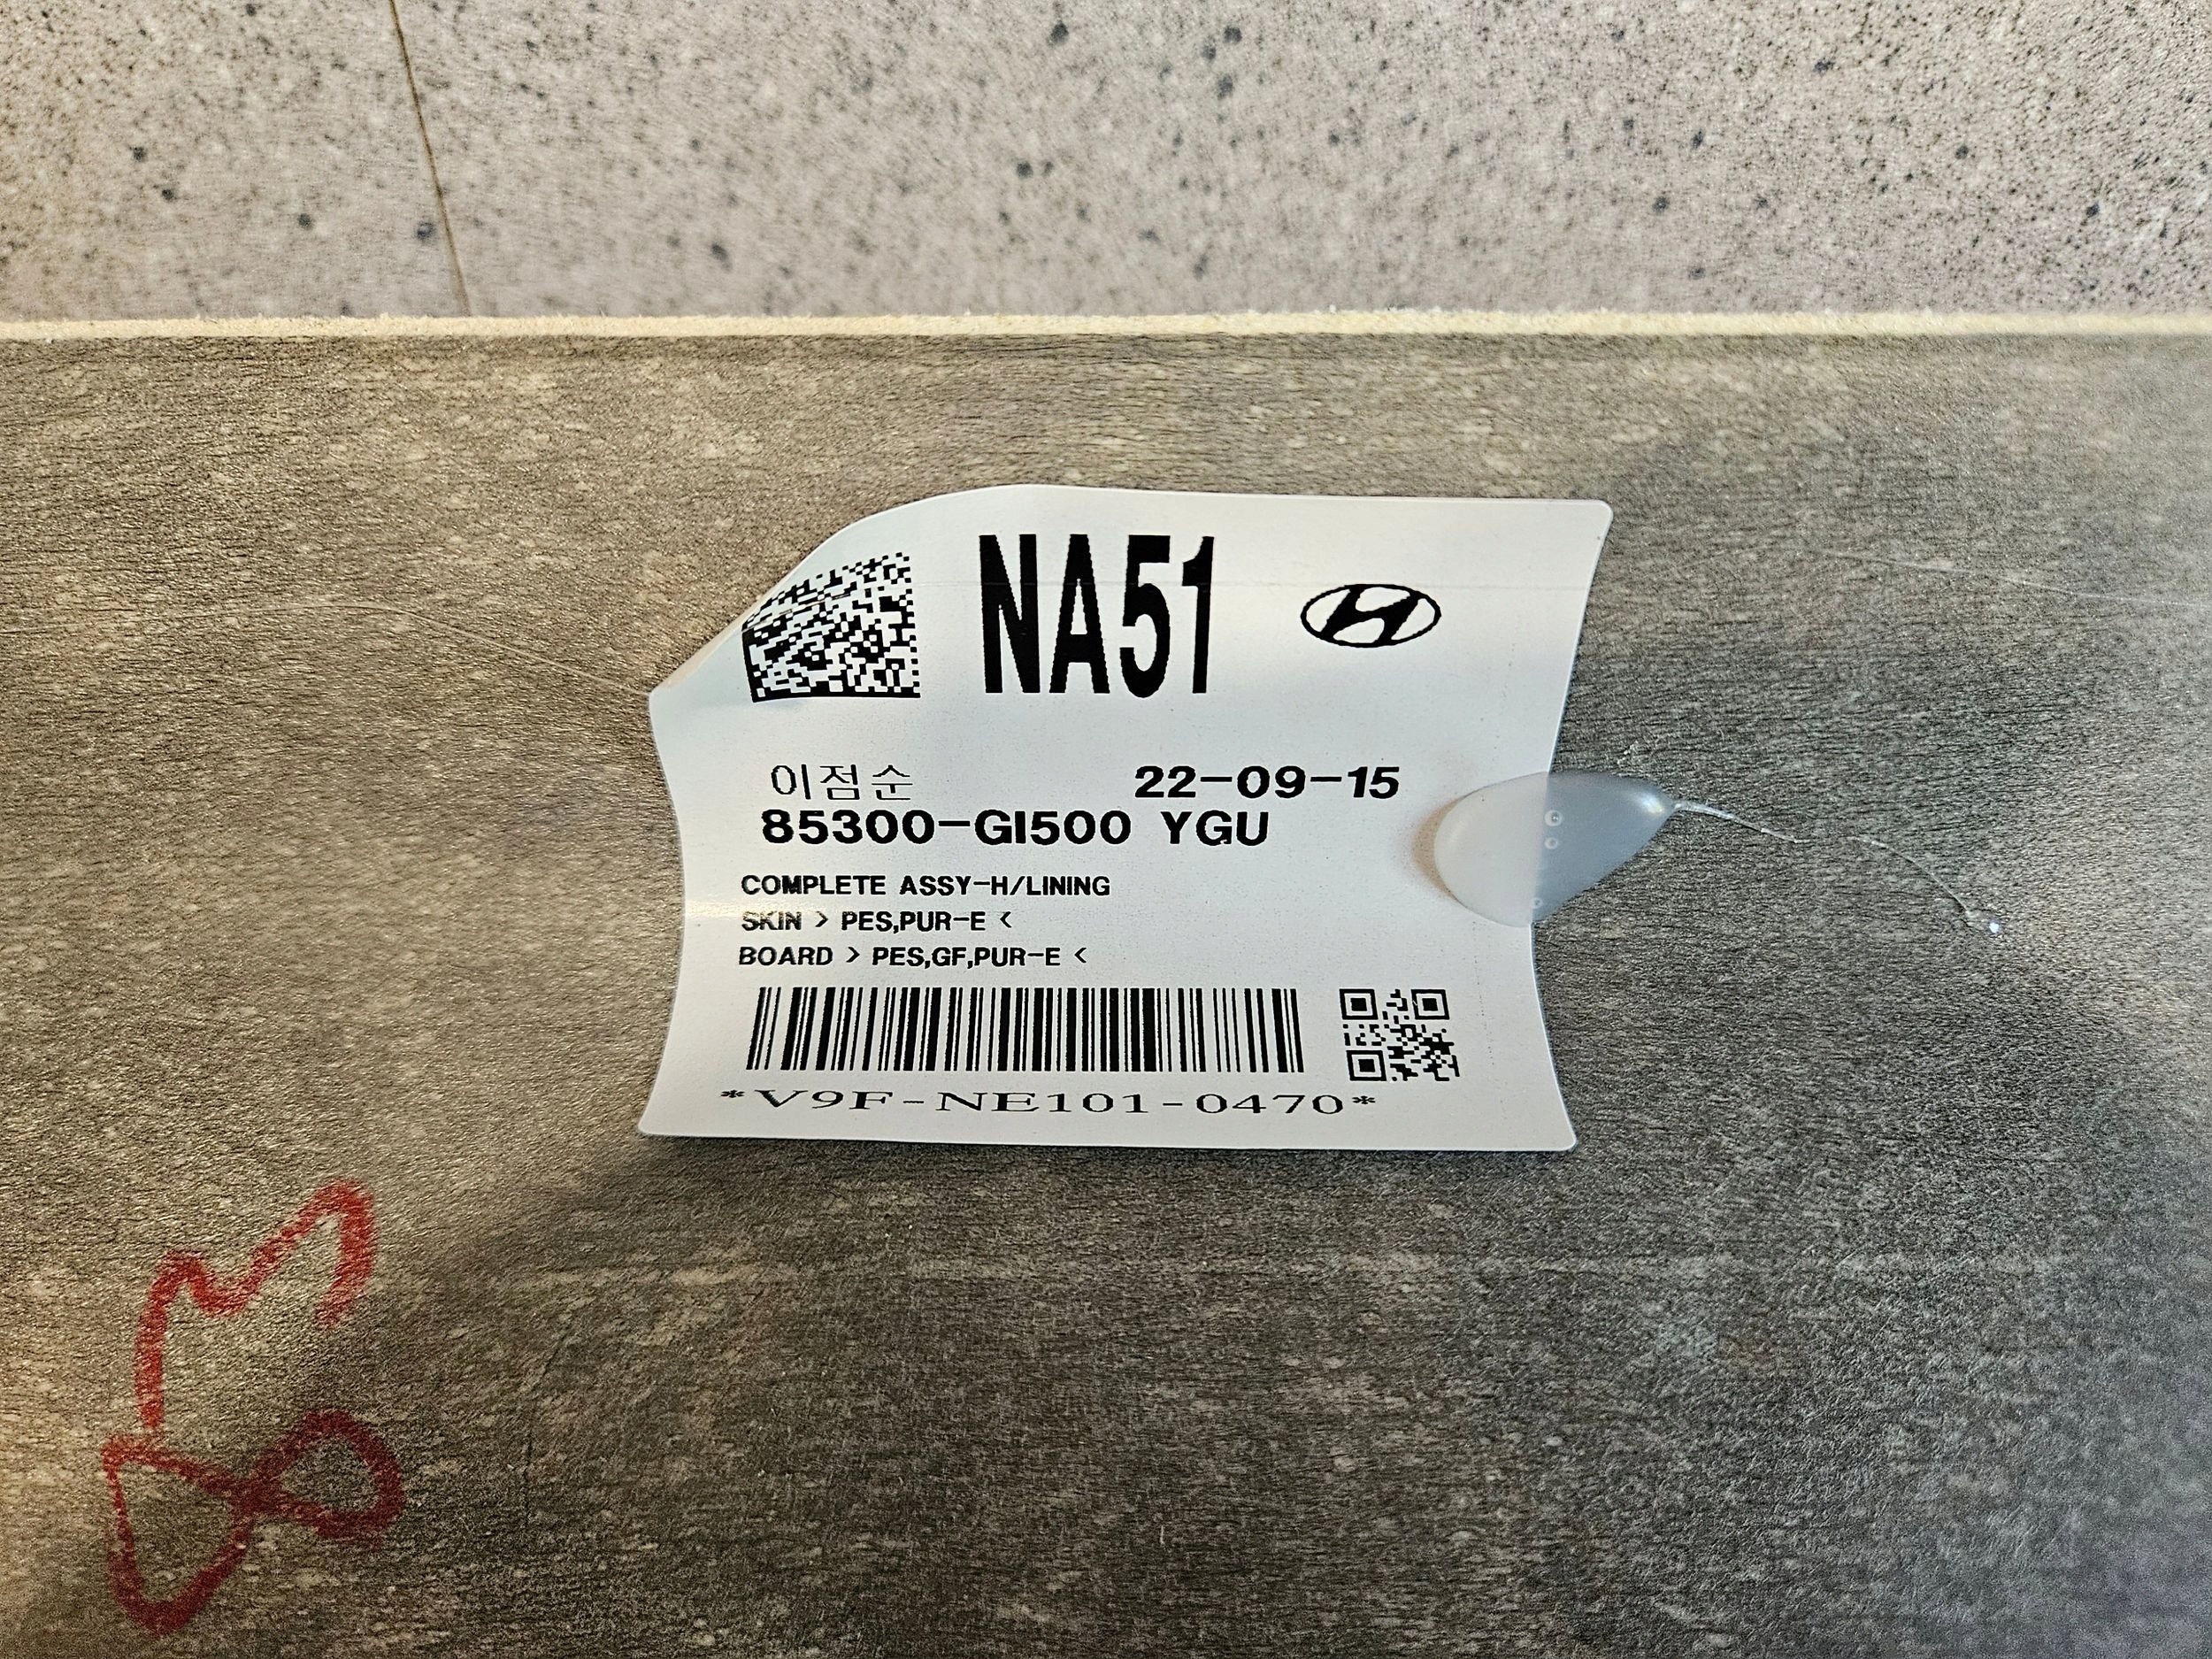 NA51
이점순 22-09-15
85300-GI500 YGU
COMPLETE ASSY-H/LINING
SKIN > PES,PUR-E <
BOARD > PES,GF,PUR-E <
*V9F-NE101-0470*